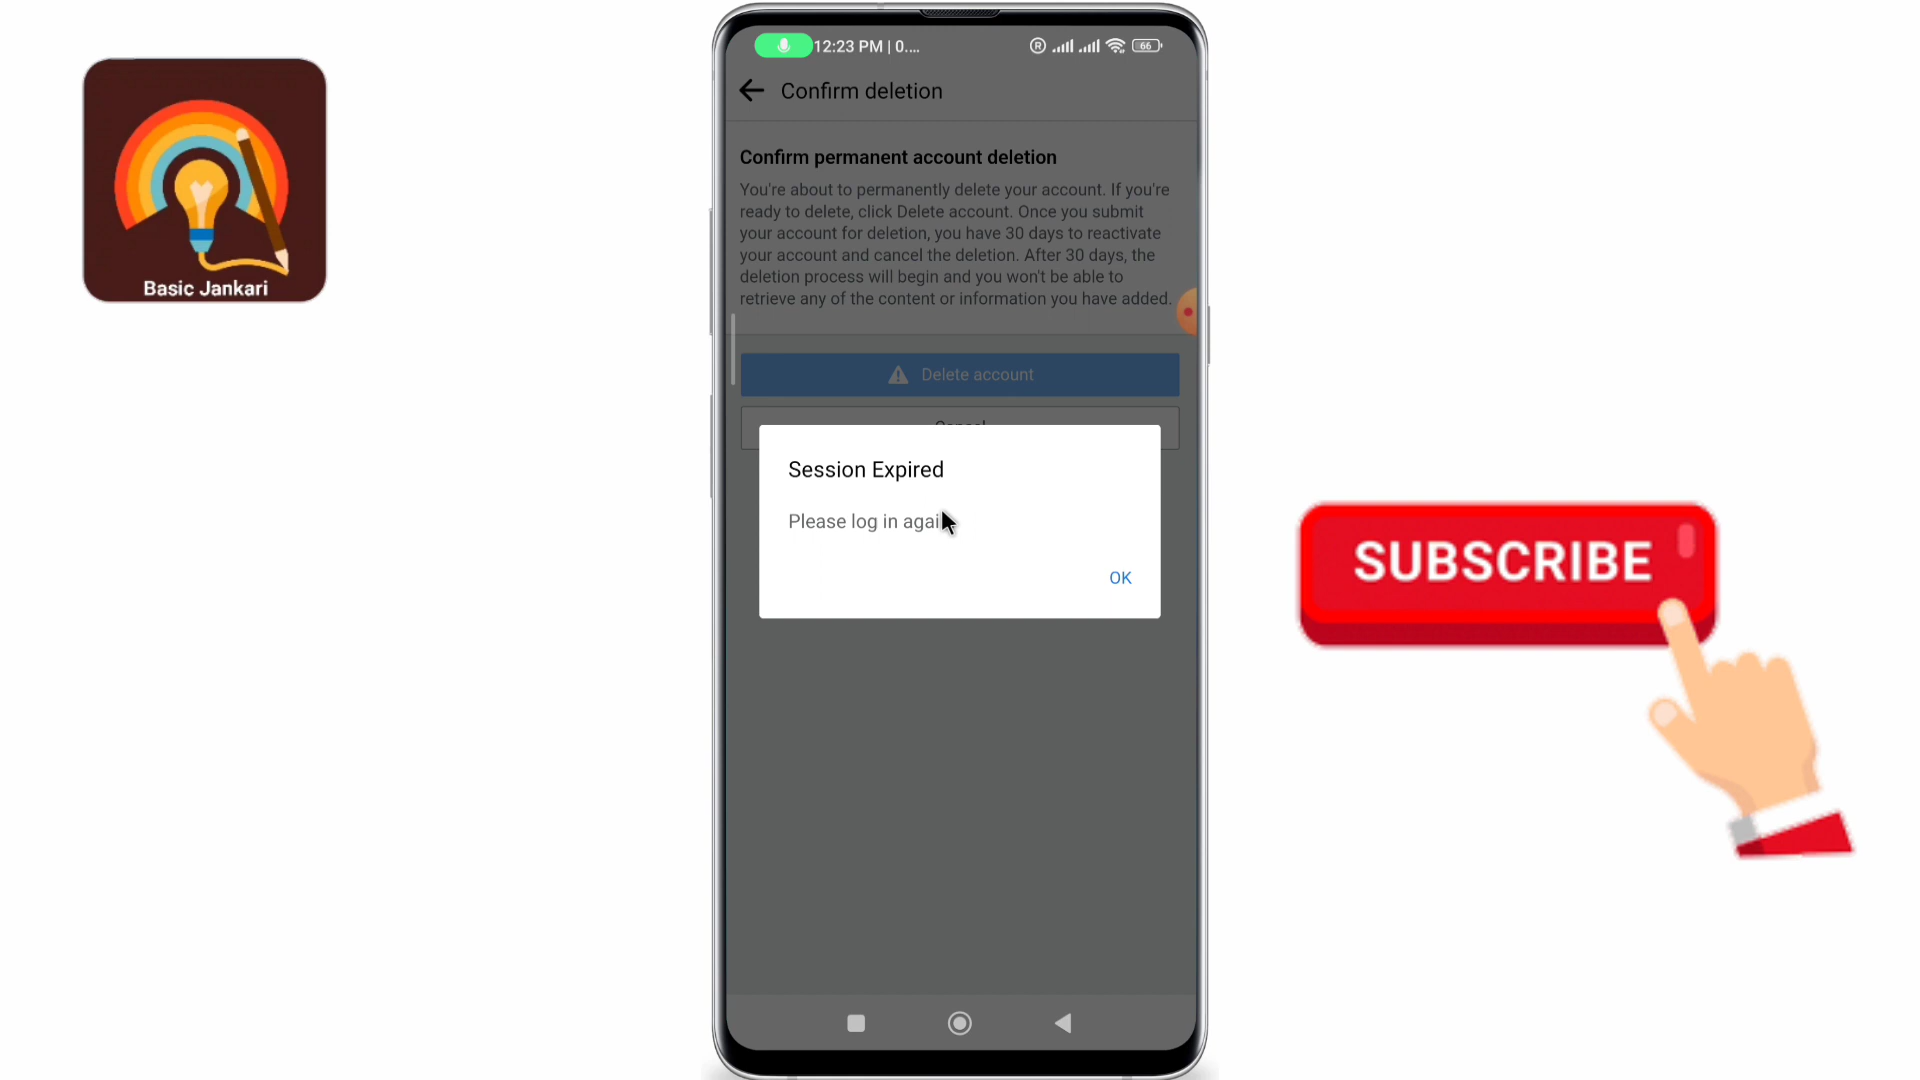 Basic Jankari
12:23 PM | 0....
R
66
Confirm deletion
Confirm permanent account deletion
You're about to permanently delete your account. If you're
ready to delete, click Delete account. Once you submit
your account for deletion, you have 30 days to reactivate
your account and cancel the deletion. After 30 days, the
deletion process will begin and you won't be able to
retrieve any of the content or information you have added.
Delete account
Cancel
Session Expired
Please log in again
OK
SUBSCRIBE